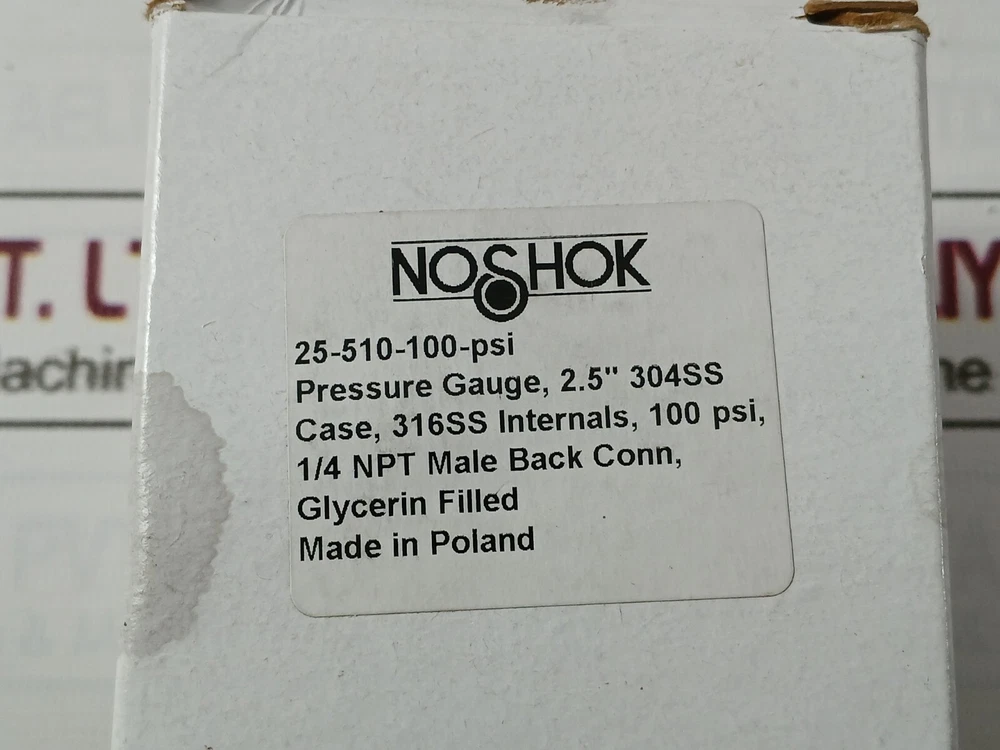 NOSHOK
25-510-100-psi
Pressure Gauge, 2.5" 304SS
Case, 316SS Internals, 100 psi,
1/4 NPT Male Back Conn,
Glycerin Filled
Made in Poland